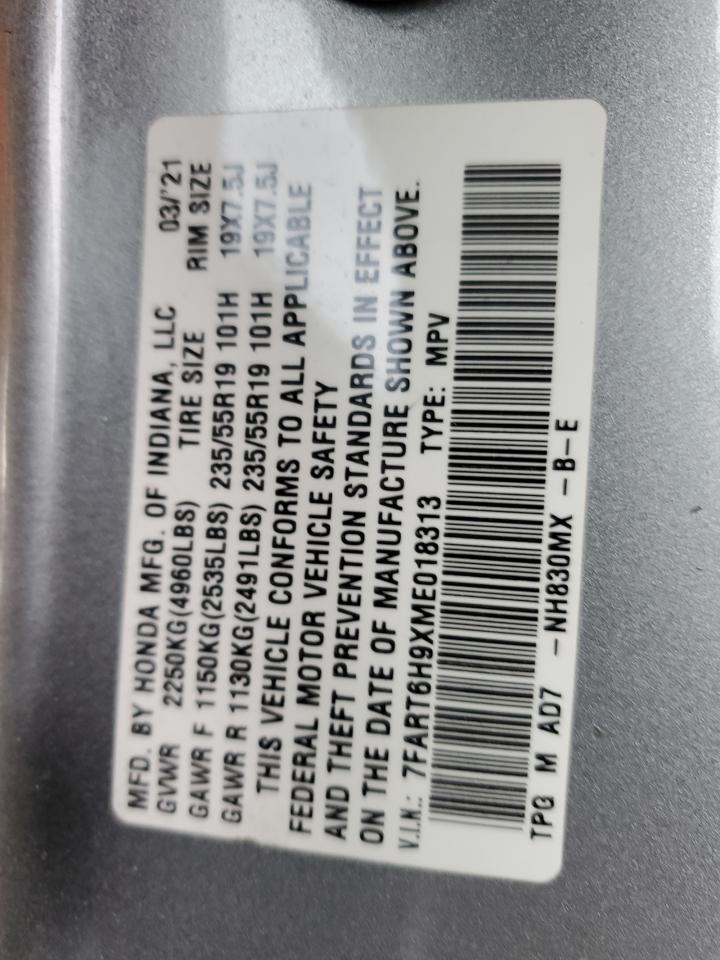 MFD. BY HONDA MFG. OF INDIANA, LLC 03/'21
GVWR 2250KG(4960LBS) TIRE SIZE RIM SIZE
GAWR F 1150KG(2535LBS) 235/55R19 101H 19X7.5J
GAWR R 1130KG(2491LBS) 235/55R19 101H 19X7.5J
THIS VEHICLE CONFORMS TO ALL APPLICABLE
FEDERAL MOTOR VEHICLE SAFETY
AND THEFT PREVENTION STANDARDS IN EFFECT
ON THE DATE OF MANUFACTURE SHOWN ABOVE.
V.I.N.: 7FART6H9XME018313 TYPE: MPV
TPG M AD7 -NH830MX -B-E